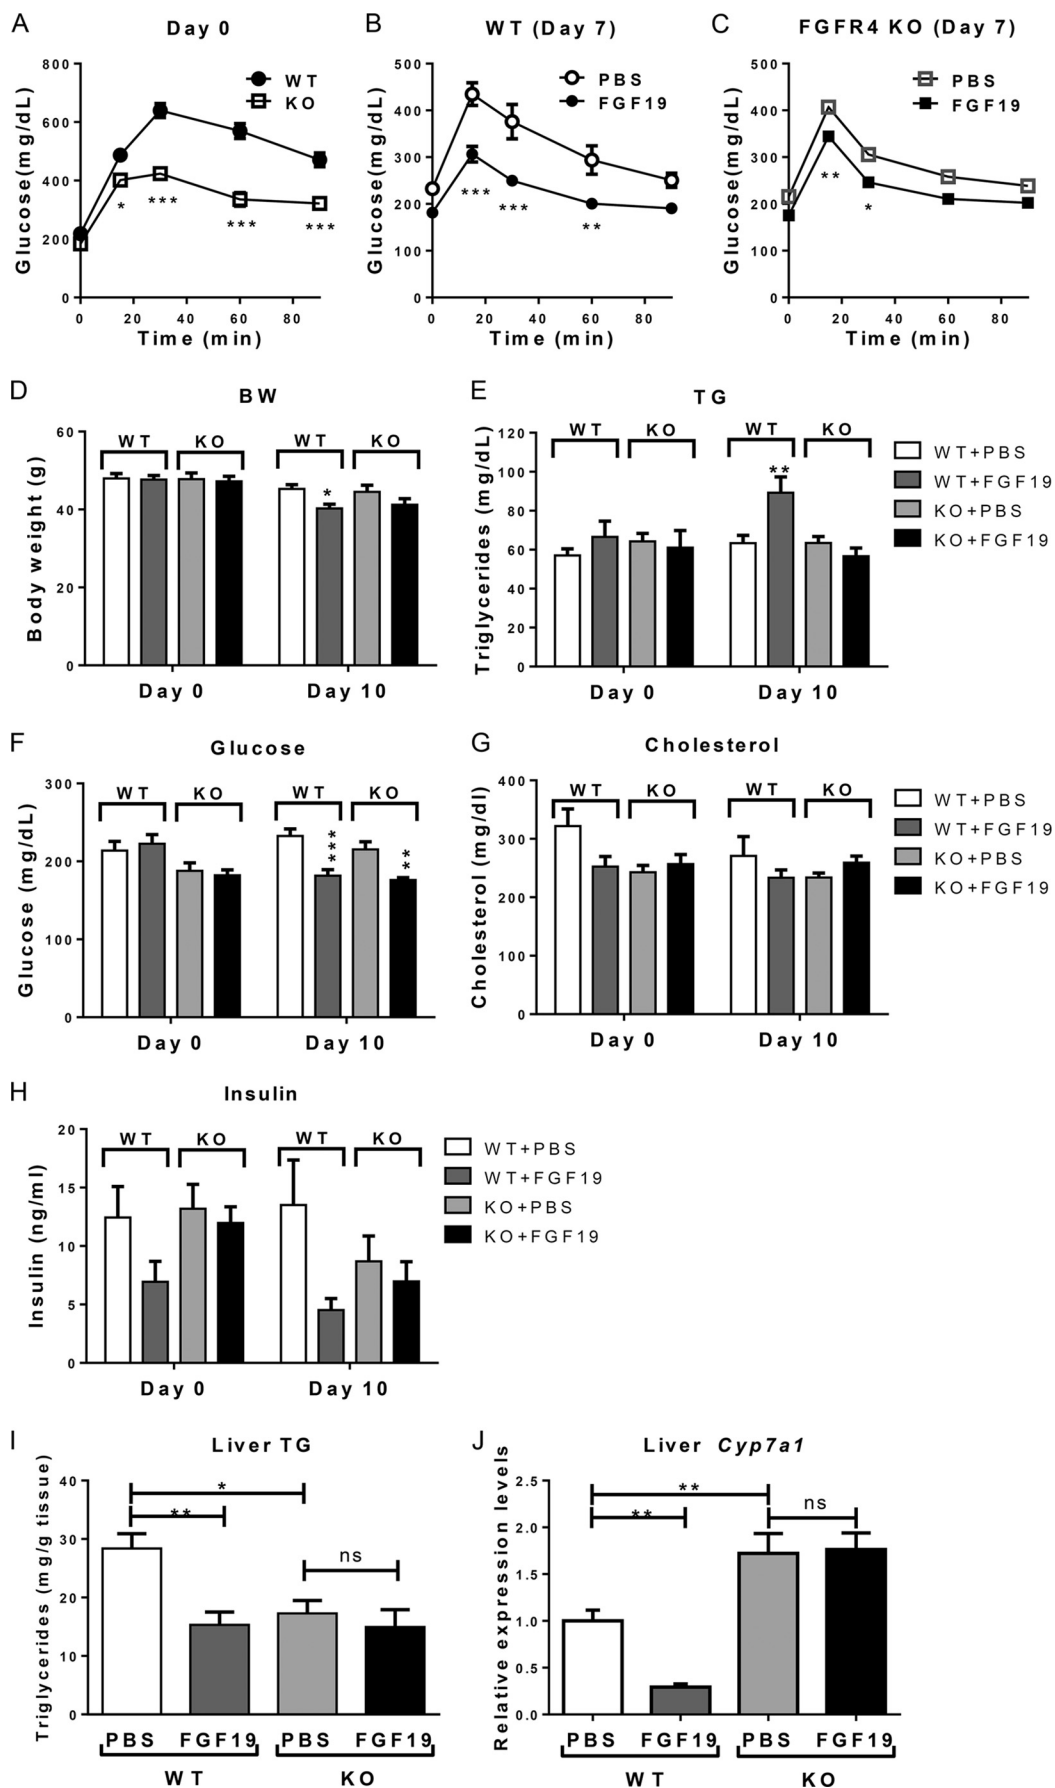 A Day 0
800
600
400
200
0
Glucose(mg/dL)
WT
KO
* *** *** ***
0 20 40 60 80
Time (min)
B WT (Day 7)
500
400
300
200
100
0
Glucose(mg/dL)
PBS
FGF19
*** *** **
0 20 40 60 80
Time (min)
C FGFR4 KO (Day 7)
500
400
300
200
100
0
Glucose(mg/dL)
PBS
FGF19
** *
0 20 40 60 80
Time (min)
D BW
60
40
20
0
Body weight (g)
WT KO WT KO
*
Day 0 Day 10
E TG
120
100
80
60
40
20
0
Triglycerides (mg/dL)
WT KO WT KO
**
Day 0 Day 10
WT+PBS
WT+FGF19
KO+PBS
KO+FGF19
F Glucose
300
200
100
0
Glucose (mg/dL)
WT KO WT KO
*** **
Day 0 Day 10
G Cholesterol
400
300
200
100
0
Cholesterol (mg/dl)
WT KO WT KO
Day 0 Day 10
WT+PBS
WT+FGF19
KO+PBS
KO+FGF19
H Insulin
20
15
10
5
0
Insulin (ng/ml)
WT KO WT KO
Day 0 Day 10
WT+PBS
WT+FGF19
KO+PBS
KO+FGF19
I Liver TG
40
30
20
10
0
Triglycerides (mg/g tissue)
*
**
ns
PBS FGF19 PBS FGF19
WT KO
J Liver Cyp7a1
2.5
2.0
1.5
1.0
0.5
0.0
Relative expression levels
**
**
ns
PBS FGF19 PBS FGF19
WT KO